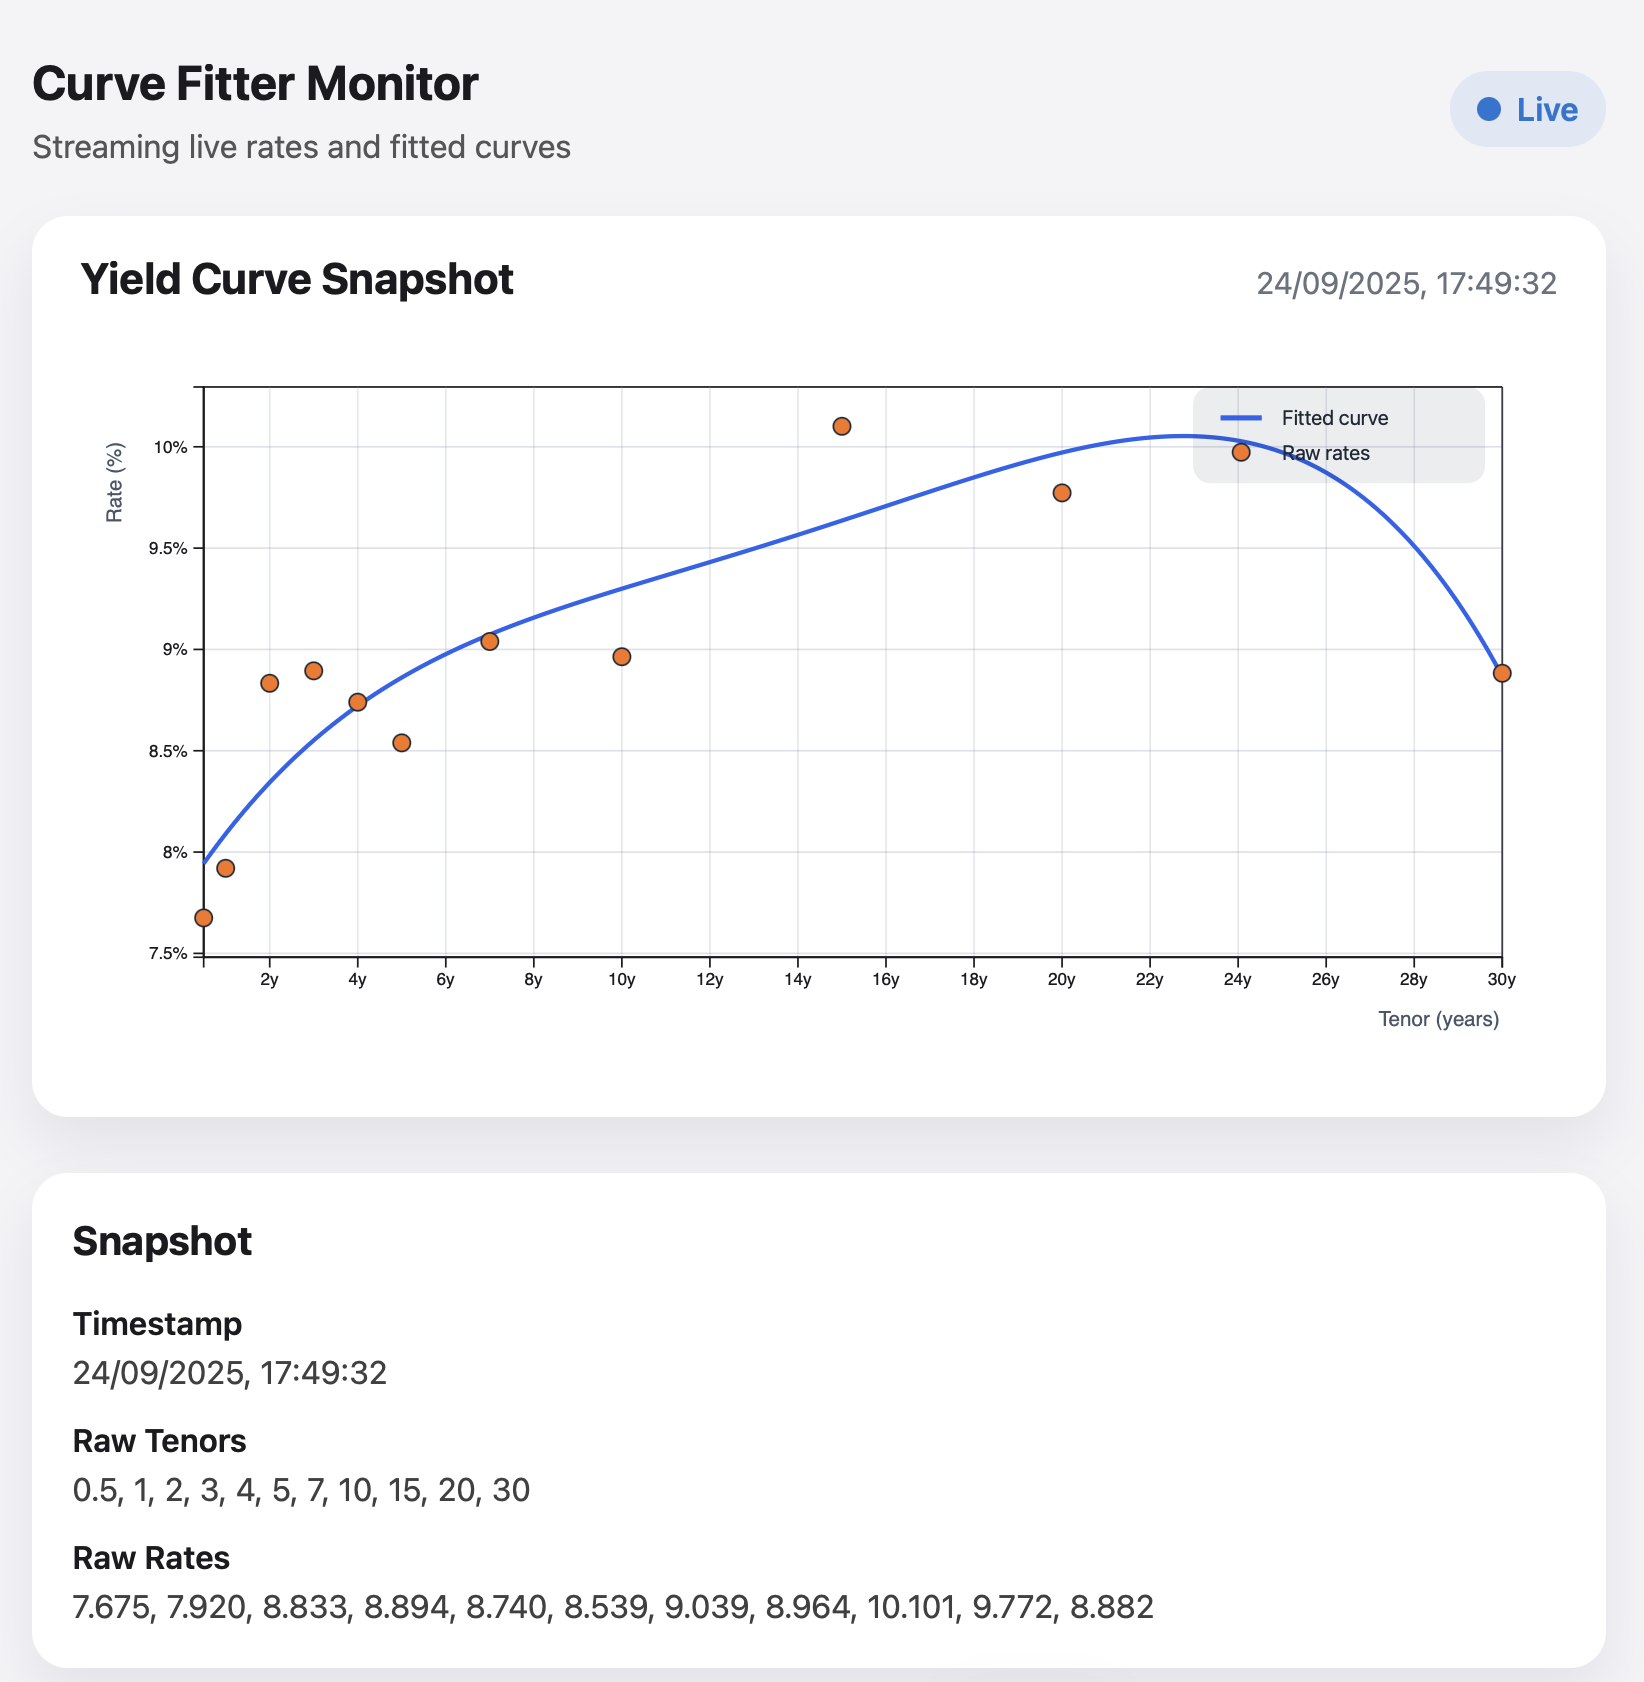 Curve Fitter Monitor
Streaming live rates and fitted curves
Live
Yield Curve Snapshot
24/09/2025, 17:49:32
Rate (%)
10%
9.5%
9%
8.5%
8%
7.5%
Fitted curve
Raw rates
2y 4y 6y 8y 10y 12y 14y 16y 18y 20y 22y 24y 26y 28y 30y
Tenor (years)
Snapshot
Timestamp
24/09/2025, 17:49:32
Raw Tenors
0.5, 1, 2, 3, 4, 5, 7, 10, 15, 20, 30
Raw Rates
7.675, 7.920, 8.833, 8.894, 8.740, 8.539, 9.039, 8.964, 10.101, 9.772, 8.882